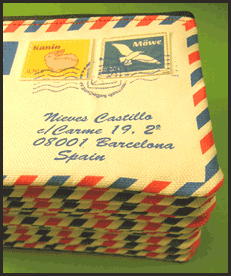 Kanin
Möwe
Nieves Castillo
c/Carme 19, 2º
08001 Barcelona
Spain